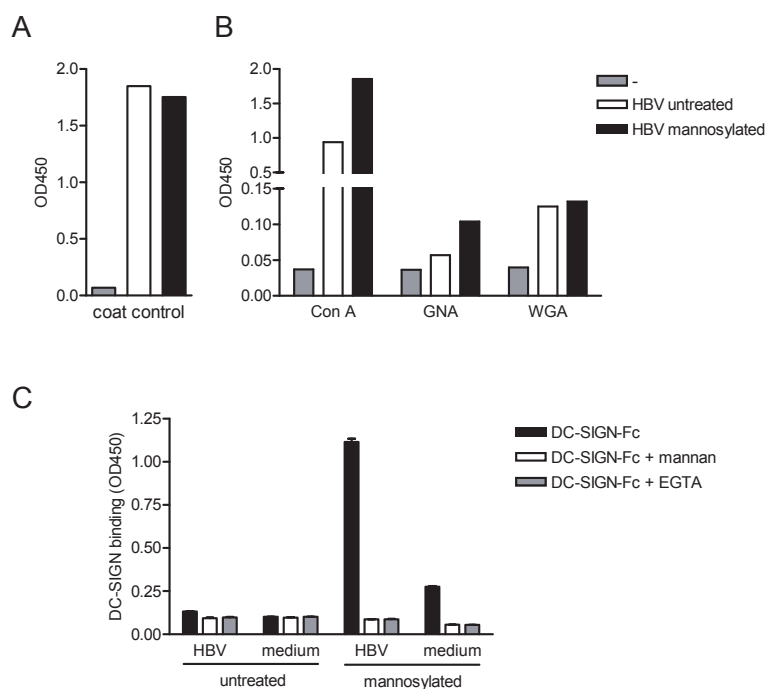 A
B
2.0
1.5
1.0
0.5
0.0
OD450
coat control
2.0
1.5
1.0
0.5
0.15
0.10
0.05
0.00
OD450
Con A GNA WGA
-
HBV untreated
HBV mannosylated
C
1.25
1.00
0.75
0.50
0.25
0.00
DC-SIGN binding (OD450)
HBV medium HBV medium
untreated mannosylated
DC-SIGN-Fc
DC-SIGN-Fc + mannan
DC-SIGN-Fc + EGTA